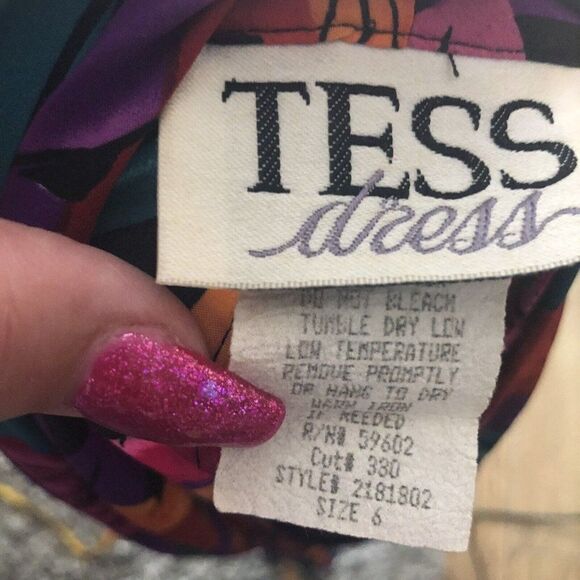 TESS
dress
DO NOT BLEACH
TUMBLE DRY LOW
LOW TEMPERATURE
REMOVE PROMPTLY
OR HANG TO DRY
WARM IRON
IF NEEDED
R/N# 59602
Cut# 330
STYLE# 2181802
SIZE 6